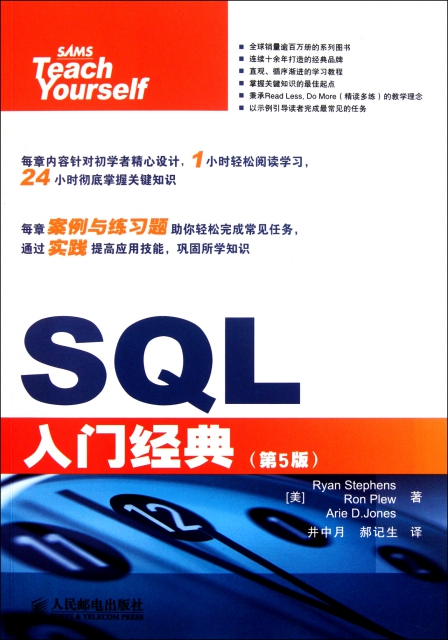 SAMS
Teach
Yourself
■ 全球销量逾百万册的系列图书
■ 连续十余年打造的经典品牌
■ 直观、循序渐进的学习教程
■ 掌握关键知识的最佳起点
■ 秉承Read Less, Do More（精读多练）的教学理念
■ 以示例引导读者完成最常见的任务
每章内容针对初学者精心设计，1小时轻松阅读学习，
24小时彻底掌握关键知识
每章案例与练习题助你轻松完成常见任务，
通过实践提高应用技能，巩固所学知识
SQL
入门经典（第5版）
[美] Ryan Stephens
Ron Plew 著
Arie D.Jones
井中月 郝记生 译
11
12
人民邮电出版社
POSTS & TELECOM PRESS